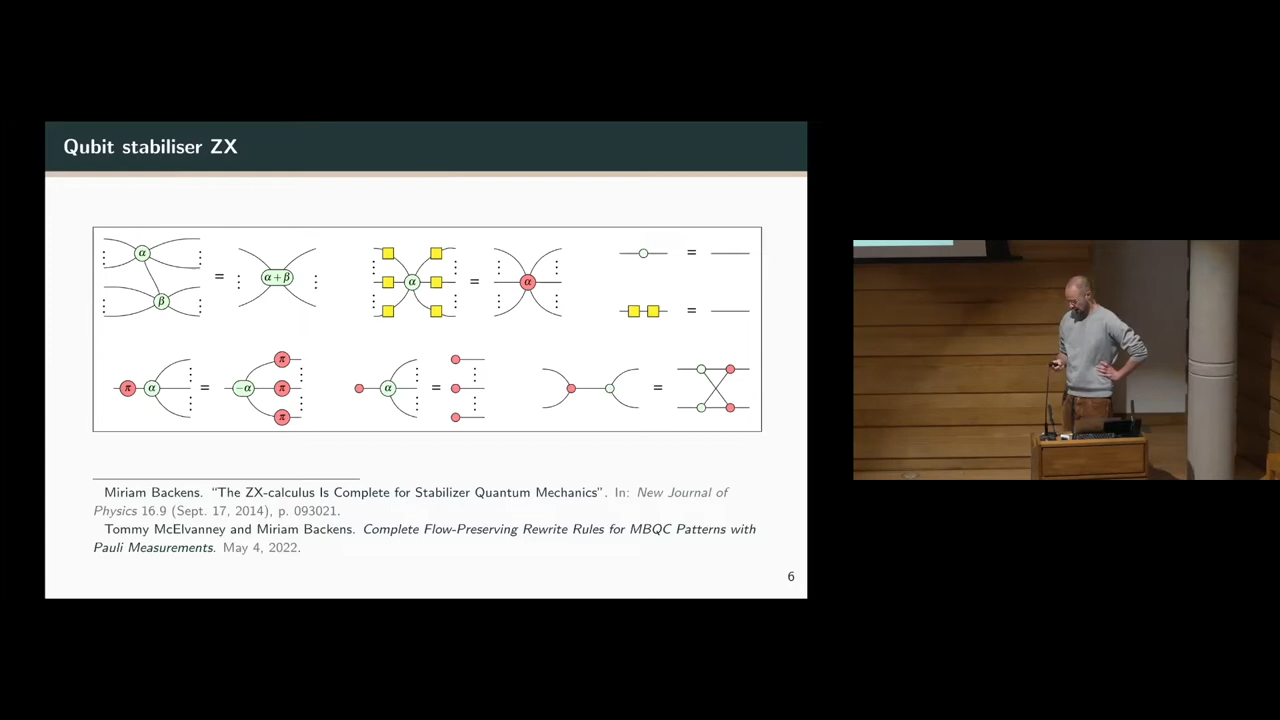 Qubit stabiliser ZX
α
β
=
α + β
α
=
α
=
=
π
α
=
−α
π
π
π
α
=
=
Miriam Backens. “The ZX-calculus Is Complete for Stabilizer Quantum Mechanics”. In: New Journal of
Physics 16.9 (Sept. 17, 2014), p. 093021.
Tommy McElvanney and Miriam Backens. Complete Flow-Preserving Rewrite Rules for MBQC Patterns with
Pauli Measurements. May 4, 2022.
6